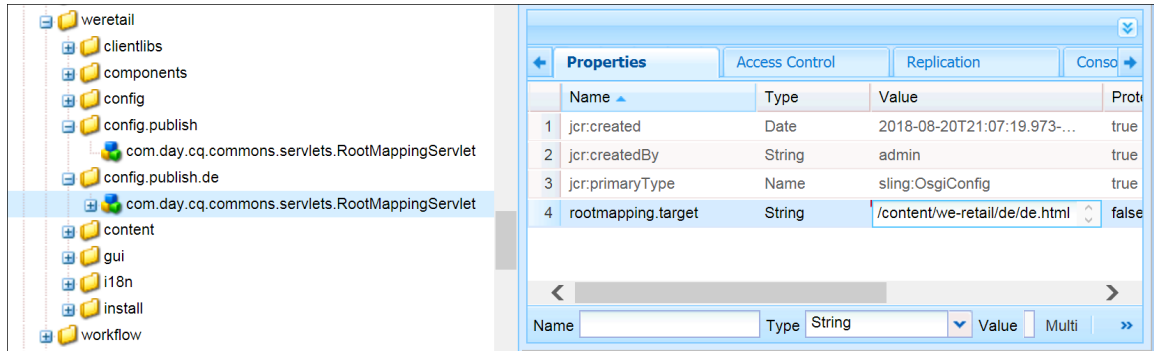 weretail
clientlibs
components
config
config.publish
com.day.cq.commons.servlets.RootMappingServlet
config.publish.de
com.day.cq.commons.servlets.RootMappingServlet
content
gui
i18n
install
workflow
Properties Access Control Replication Conso
Name Type Value Prote
1 jcr:created Date 2018-08-20T21:07:19.973-... true
2 jcr:createdBy String admin true
3 jcr:primaryType Name sling:OsgiConfig true
4 rootmapping.target String /content/we-retail/de/de.html false
Name Type String Value Multi